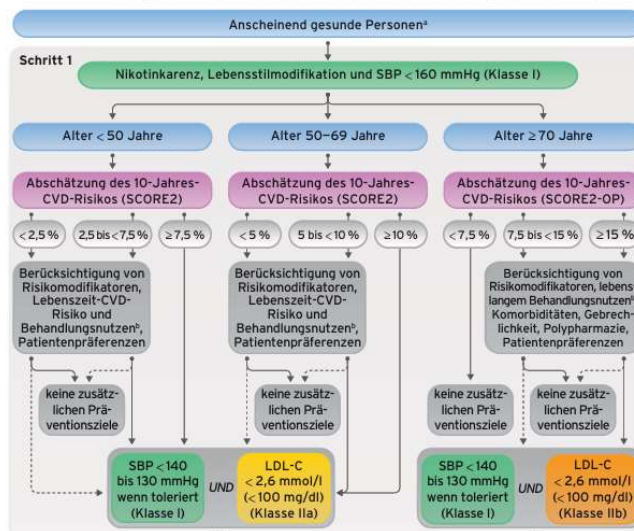 Anscheinend gesunde Personenᵃ
Schritt 1
Nikotinkarenz, Lebensstilmodifikation und SBP < 160 mmHg (Klasse I)
Alter < 50 Jahre
Alter 50–69 Jahre
Alter ≥ 70 Jahre
Abschätzung des 10-Jahres-
CVD-Risikos (SCORE2)
Abschätzung des 10-Jahres-
CVD-Risikos (SCORE2)
Abschätzung des 10-Jahres-
CVD-Risikos (SCORE2-OP)
< 2,5 %
2,5 bis < 7,5 %
≥ 7,5 %
< 5 %
5 bis < 10 %
≥ 10 %
< 7,5 %
7,5 bis < 15 %
≥ 15 %
Berücksichtigung von
Risikomodifikatoren,
Lebenszeit-CVD-
Risiko und
Behandlungsnutzenᵇ,
Patientenpräferenzen
Berücksichtigung von
Risikomodifikatoren,
Lebenszeit-CVD-
Risiko und
Behandlungsnutzenᵇ,
Patientenpräferenzen
Berücksichtigung von
Risikomodifikatoren, lebens-
langem Behandlungsnutzenᵇ,
Komorbiditäten, Gebrech-
lichkeit, Polypharmazie,
Patientenpräferenzen
keine zusätz-
lichen Prä-
ventionsziele
keine zusätz-
lichen Prä-
ventionsziele
keine zusätz-
lichen Prä-
ventionsziele
keine zusätz-
lichen Prä-
ventionsziele
SBP < 140
bis 130 mmHg
wenn toleriert
(Klasse I)
UND
LDL-C
< 2,6 mmol/l
(< 100 mg/dl)
(Klasse IIa)
SBP < 140
bis 130 mmHg
wenn toleriert
(Klasse I)
UND
LDL-C
< 2,6 mmol/l
(< 100 mg/dl)
(Klasse IIb)